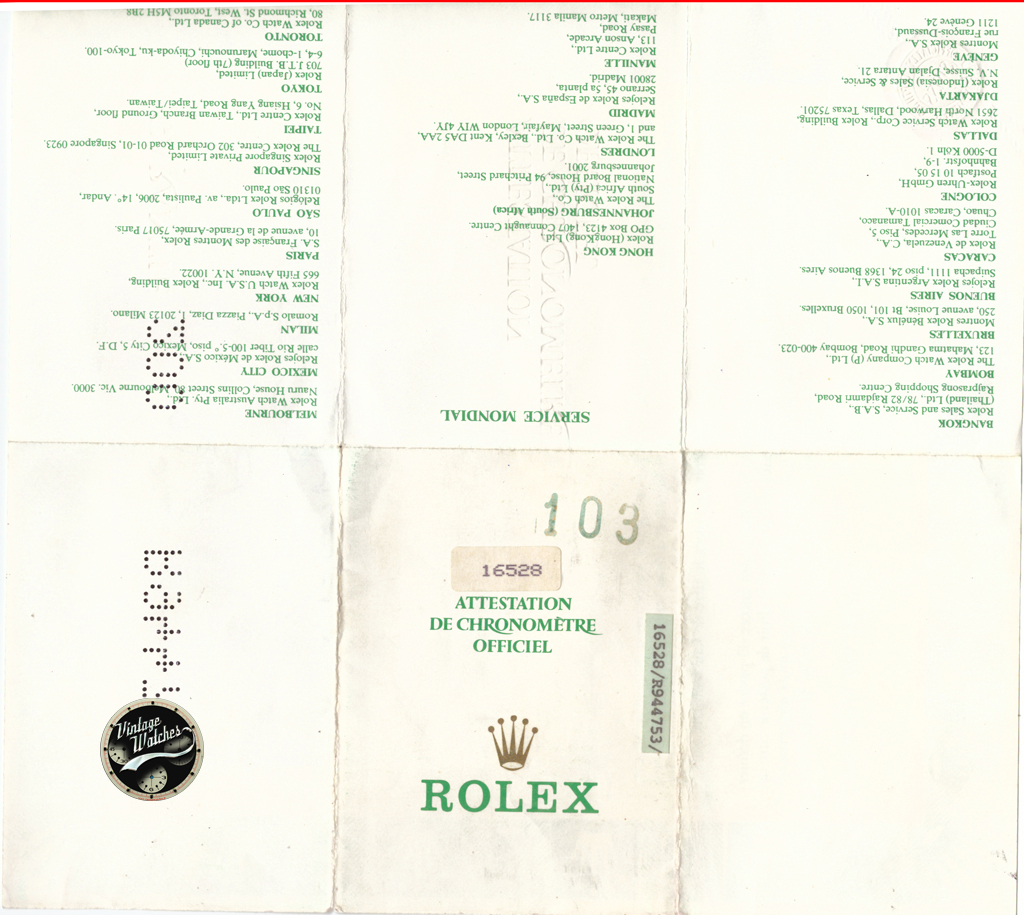 SERVICE MONDIAL
BANGKOK
Rolex Sales and Service, S.A.B.,
(Thailand) Ltd., 78/82 Rajdamri Road,
Rajprasong Shopping Centre.
BOMBAY
The Rolex Watch Company (P) Ltd.,
123, Mahatma Gandhi Road, Bombay 400-023.
BRUXELLES
Montres Rolex Bénélux S.A.,
250, avenue Louise, Bt 101, 1050 Bruxelles.
BUENOS AIRES
Relojes Rolex Argentina S.A.I.,
Suipacha 1111, piso 24, 1368 Buenos Aires.
CARACAS
Rolex de Venezuela, C.A.,
Torre Las Mercedes, Piso 5,
Ciudad Comercial Tamanaco,
Chuao, Caracas 1010-A.
COLOGNE
Rolex-Uhren GmbH,
Postfach 10 15 05,
Bahnhofstr. 1-9,
D-5000 Köln 1.
DALLAS
Rolex Watch Service Corp., Rolex Building,
2651 North Harwood, Dallas, Texas 75201.
DJAKARTA
Rolex (Indonesia) Sales & Service,
N.V. Suisse, Djalan Antara 21.
GENÈVE
Montres Rolex S.A.,
rue François-Dussaud,
1211 Genève 24.
HONG KONG
Rolex (HongKong) Ltd,
GPO Box 4123, 1407 Connaught Centre.
JOHANNESBURG (South Africa)
The Rolex Watch Co.,
South Africa (Pty) Ltd.,
National Board House, 94 Pritchard Street,
Johannesburg 2001.
LONDRES
The Rolex Watch Co. Ltd., Bexley, Kent DA5 2AA,
and 1, Green Street, Mayfair, London W1Y 4JY.
MADRID
Relojes Rolex de España S.A.,
Serrano 45, 5a planta,
28001 Madrid.
MANILLE
Rolex Centre Ltd.,
113, Anson Arcade,
Pasay Road,
Makati, Metro Manila 3117.
MELBOURNE
Rolex Watch Australia Pty. Ltd.,
Nauru House, Collins Street 80, Melbourne Vic. 3000.
MEXICO CITY
Relojes Rolex de México S.A.,
calle Rio Tiber 100-5.° piso, Mexico City 5, D.F.
MILAN
Romalo S.p.A., Piazza Diaz, 1, 20123 Milano.
NEW YORK
Rolex Watch U.S.A. Inc., Rolex Building,
665 Fifth Avenue, N.Y. 10022.
PARIS
S.A. Française des Montres Rolex,
10, avenue de la Grande-Armée, 75017 Paris.
SÃO PAULO
Relógios Rolex Ltda., av. Paulista, 2006, 14°. Andar,
01310 São Paulo.
SINGAPOUR
Rolex Singapore Private Limited,
The Rolex Centre, 302 Orchard Road 01-01, Singapore 0923.
TAIPEI
Rolex Centre Ltd., Taiwan Branch, Ground floor,
No. 6, Hsiang Yang Road, Taipei/Taiwan.
TOKYO
Rolex (Japan) Limited,
703 J.T.B. Building (7th floor)
6-4, 1-chome, Marunouchi, Chiyoda-ku, Tokyo-100.
TORONTO
Rolex Watch Co. of Canada Ltd.,
80, Richmond St. West, Toronto M5H 2R8
103
16528
ATTESTATION
DE CHRONOMÈTRE
OFFICIEL
16528/R944753/
ROLEX
Vintage
Watches